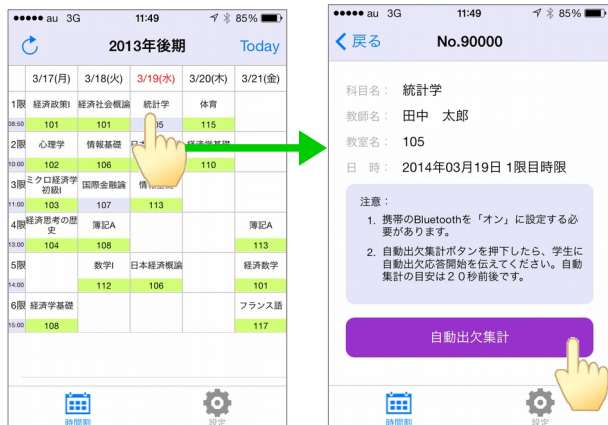 au 3G 11:49 85%
2013年後期 Today
3/17(月) 3/18(火) 3/19(水) 3/20(木) 3/21(金)
1限 経済政策I 経済社会概論 統計学 体育
08:50 101 101 115
2限 心理学 情報基礎
10:00 102 106 110
3限 ミクロ経済学初級I 国際金融論
11:00 103 107 113
4限 経済思考の歴史 簿記A 簿記A
13:00 104 108 113
5限 数学I 日本経済概論 経済数学
14:00 112 106 101
6限 経済学基礎 フランス語
15:00 108 117
時間割 設定
au 3G 11:49 85%
戻る No.90000
科目名： 統計学
教師名： 田中 太郎
教室名： 105
日 時： 2014年03月19日 1限目時限
注意：
1. 携帯のBluetoothを「オン」に設定する必
要があります。
2. 自動出欠集計ボタンを押下したら、学生に
自動出欠応答開始を伝えてください。自動
集計の目安は２０秒前後です。
自動出欠集計
時間割 設定